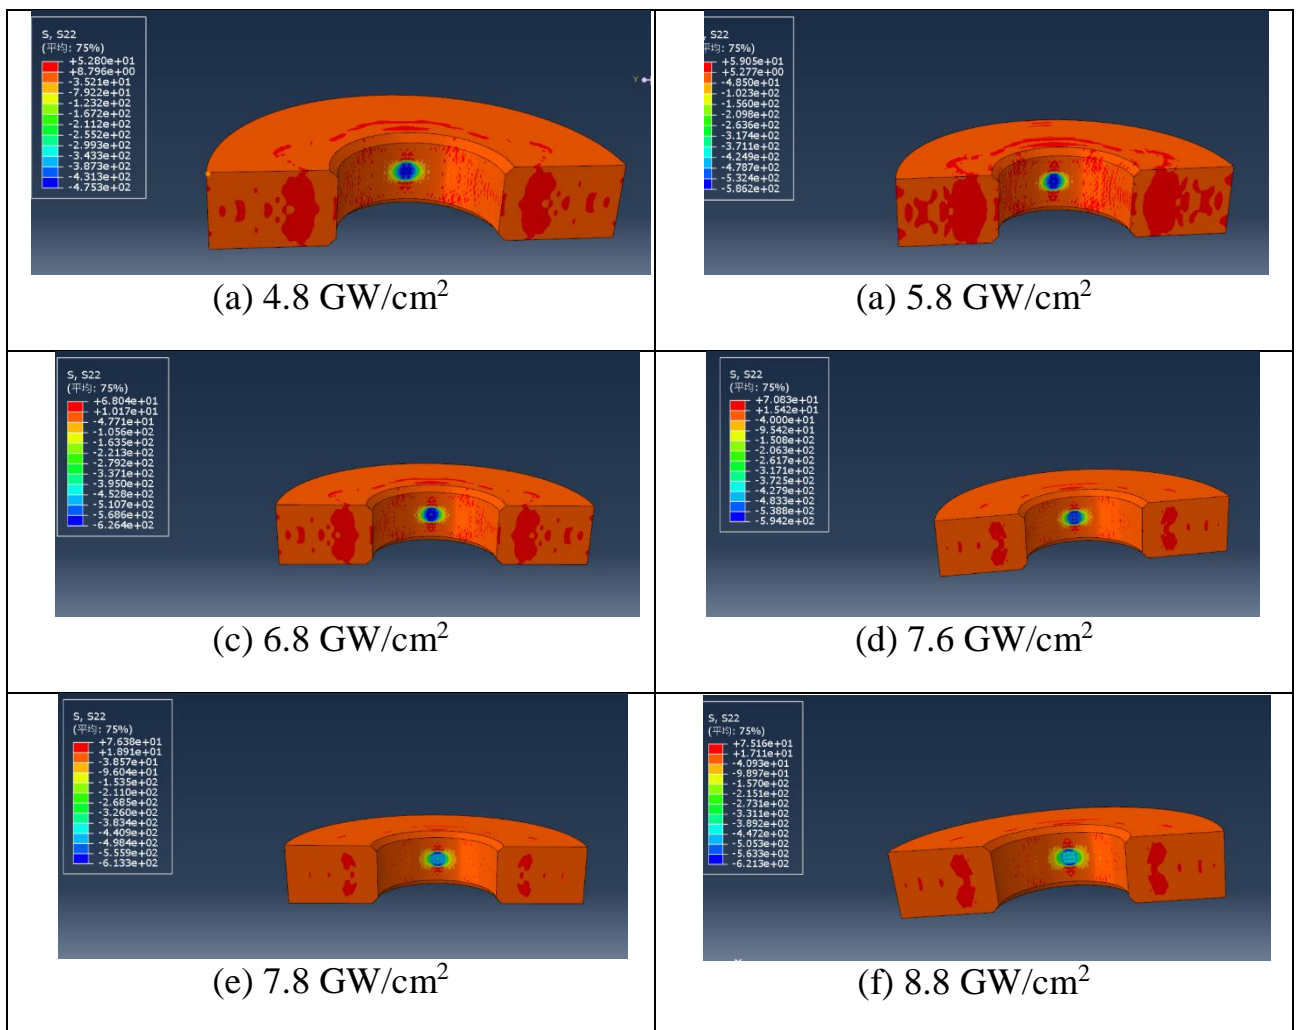 S, S22
(平均: 75%)
+5.280e+01
+8.796e+00
-3.521e+01
-7.922e+01
-1.232e+02
-1.672e+02
-2.112e+02
-2.552e+02
-2.993e+02
-3.433e+02
-3.873e+02
-4.313e+02
-4.753e+02
Y
(a) 4.8 GW/cm²
, S22
(平均: 75%)
+5.905e+01
+5.277e+00
-4.850e+01
-1.023e+02
-1.560e+02
-2.098e+02
-2.636e+02
-3.174e+02
-3.711e+02
-4.249e+02
-4.787e+02
-5.324e+02
-5.862e+02
(a) 5.8 GW/cm²
S, S22
(平均: 75%)
+6.804e+01
+1.017e+01
-4.771e+01
-1.056e+02
-1.635e+02
-2.213e+02
-2.792e+02
-3.371e+02
-3.950e+02
-4.528e+02
-5.107e+02
-5.686e+02
-6.264e+02
(c) 6.8 GW/cm²
S, S22
(平均: 75%)
+7.083e+01
+1.542e+01
-4.000e+01
-9.542e+01
-1.508e+02
-2.063e+02
-2.617e+02
-3.171e+02
-3.725e+02
-4.279e+02
-4.833e+02
-5.388e+02
-5.942e+02
(d) 7.6 GW/cm²
S, S22
(平均: 75%)
+7.638e+01
+1.891e+01
-3.857e+01
-9.604e+01
-1.535e+02
-2.110e+02
-2.685e+02
-3.260e+02
-3.834e+02
-4.409e+02
-4.984e+02
-5.559e+02
-6.133e+02
(e) 7.8 GW/cm²
S, S22
(平均: 75%)
+7.516e+01
+1.711e+01
-4.093e+01
-9.897e+01
-1.570e+02
-2.151e+02
-2.731e+02
-3.311e+02
-3.892e+02
-4.472e+02
-5.053e+02
-5.633e+02
-6.213e+02
(f) 8.8 GW/cm²